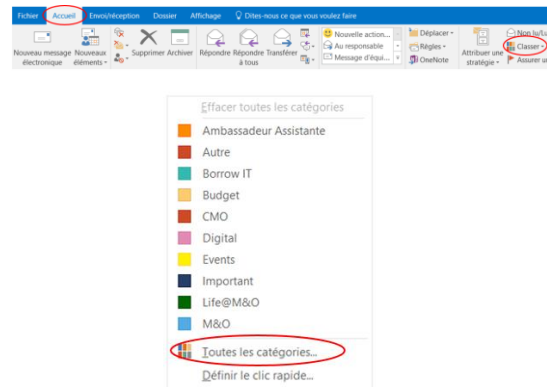 Fichier Accueil Envoi/réception Dossier Affichage Dites-nous ce que vous voulez faire
Nouveau message électronique
Nouveaux éléments
Supprimer Archiver
Répondre Répondre à tous Transférer
Nouvelle action...
Au responsable
Message d'équi...
Déplacer
Règles
OneNote
Attribuer une stratégie
Non lu/Lu
Classer
Assurer un
Effacer toutes les catégories
Ambassadeur Assistante
Autre
Borrow IT
Budget
CMO
Digital
Events
Important
Life@M&O
M&O
Toutes les catégories...
Définir le clic rapide...